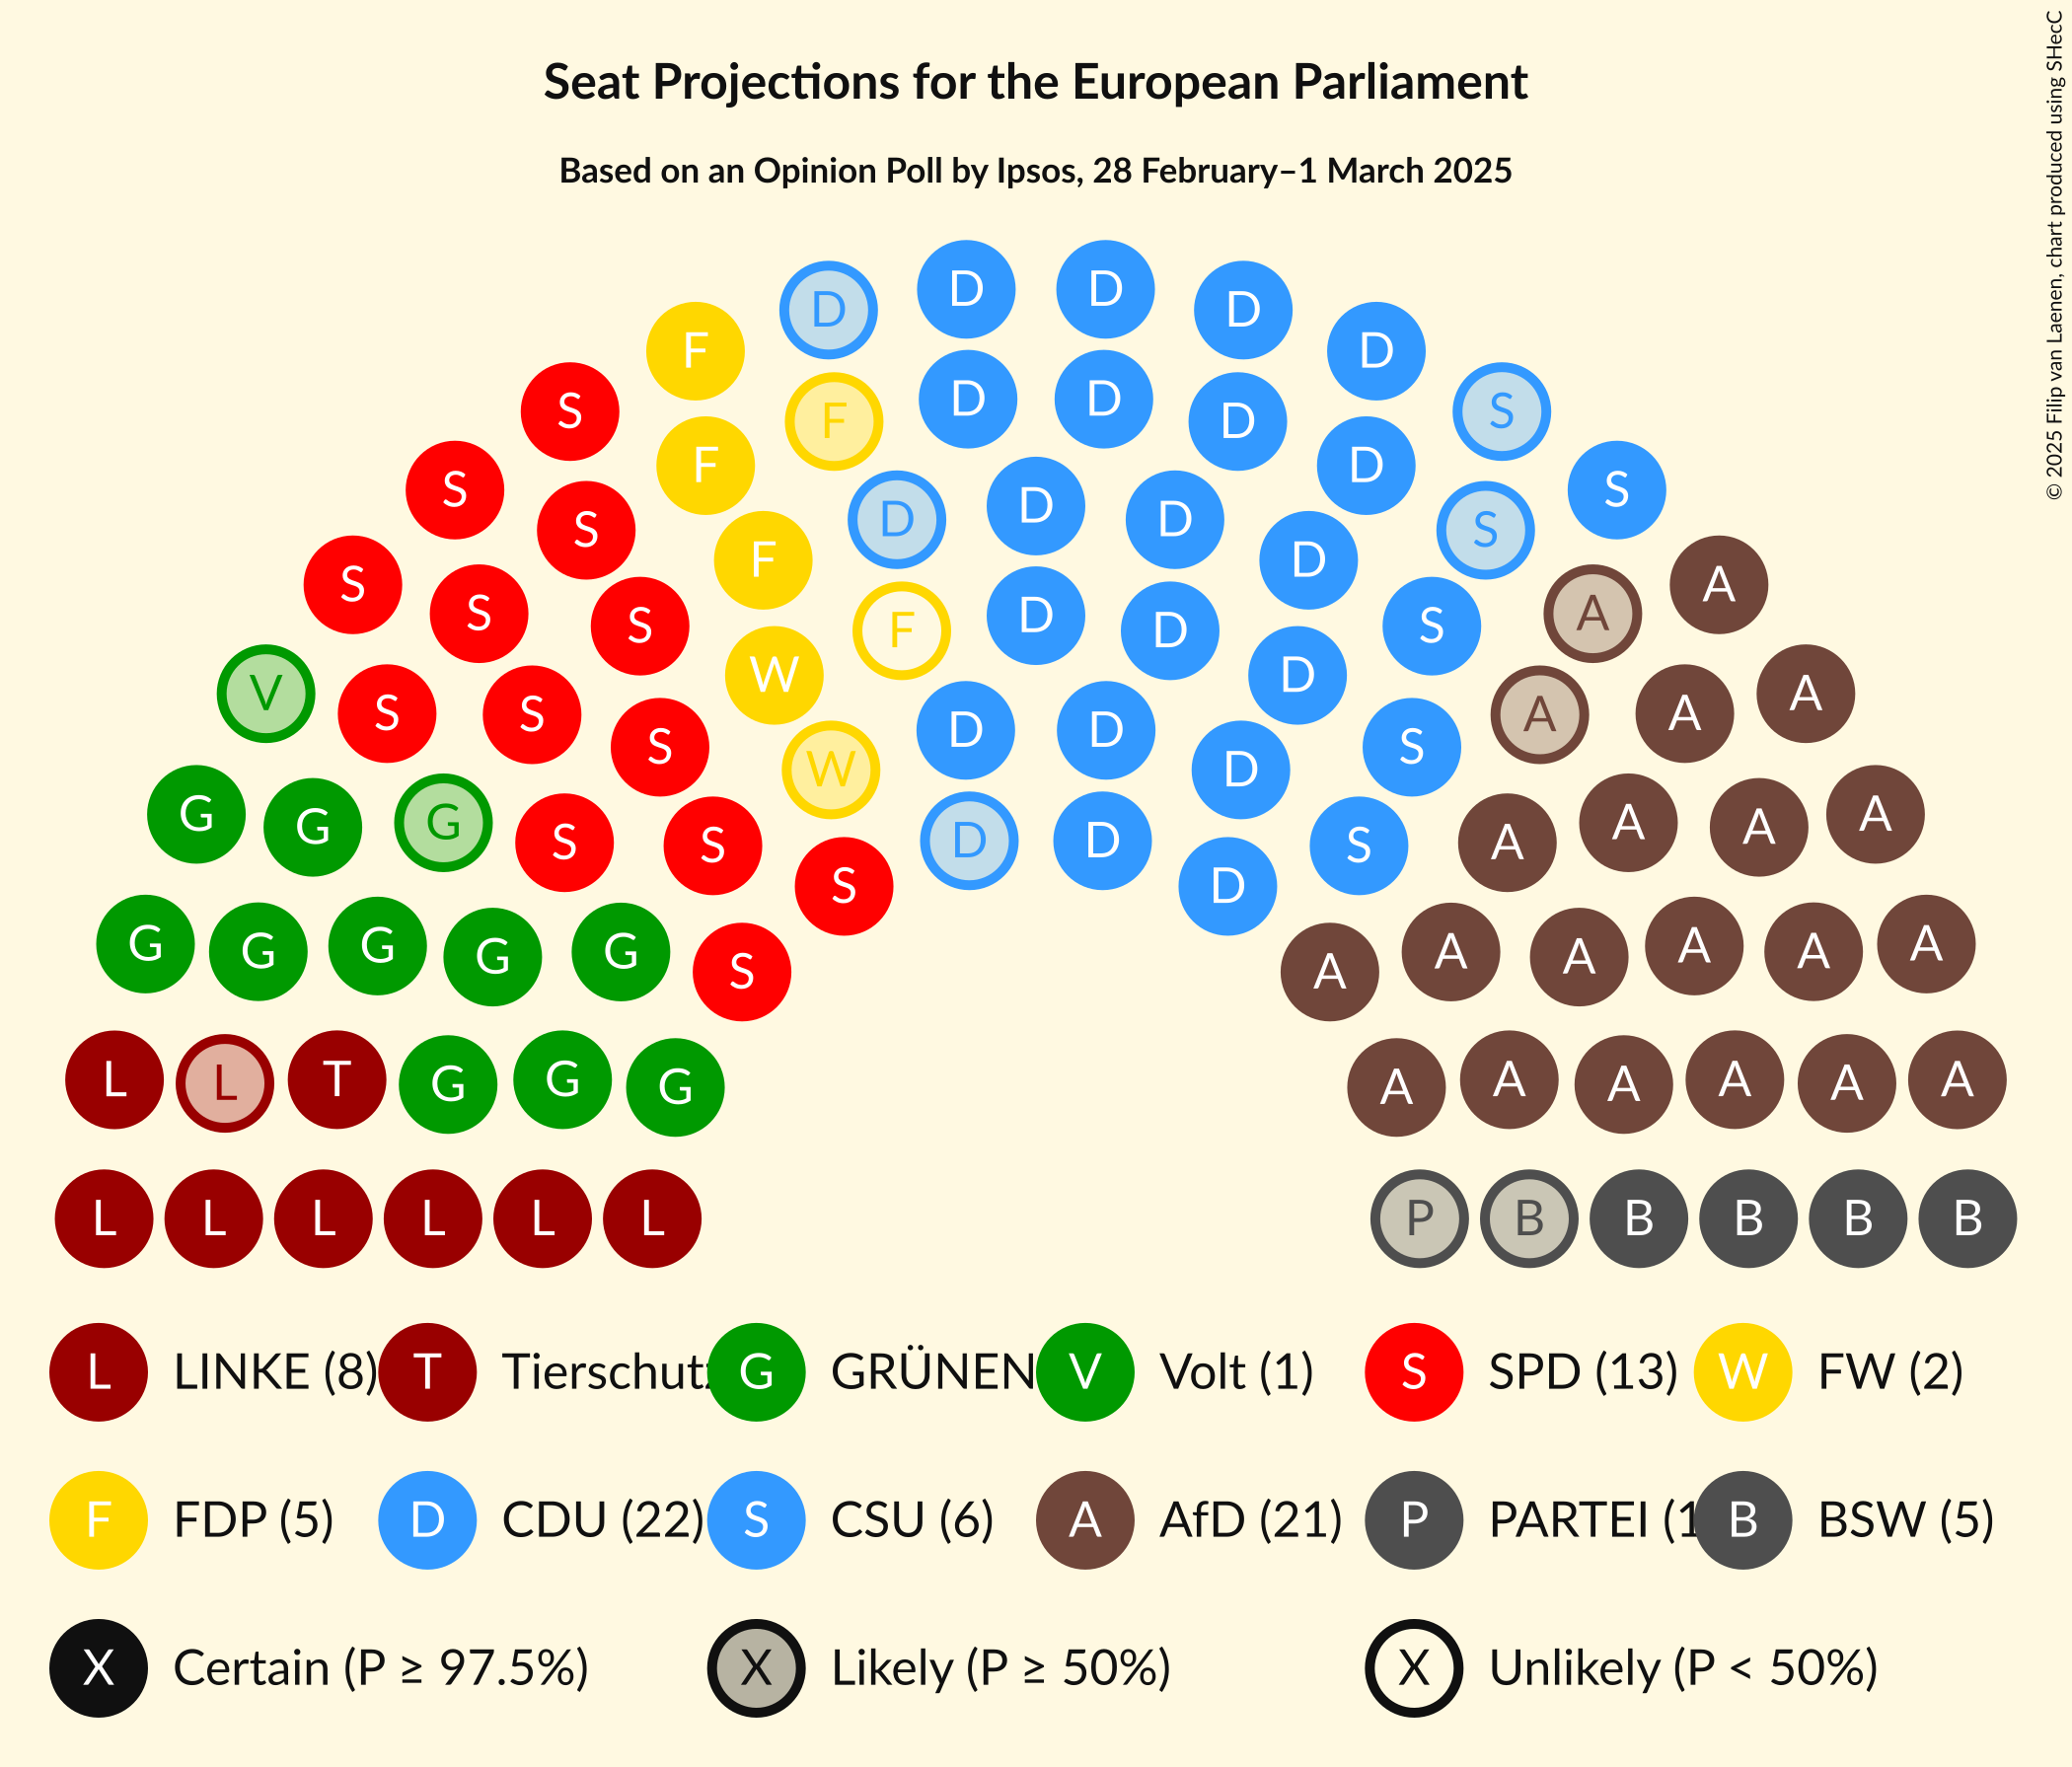 Seat Projections for the European Parliament
Based on an Opinion Poll by Ipsos, 28 February–1 March 2025
© 2025 Filip van Laenen, chart produced using SHecC
D D D D D
F D S
S F D D D D S
S S F D D D S
S S S F D F D D S A A
V S S S W D D D S A A A
G G G S S W D D D S A A A A
G G G G G S S D D D A A A A A A
L L T G G G A A A A A A
L L L L L L P B B B B B
L LINKE (8) T Tierschutz G GRÜNEN V Volt (1) S SPD (13) W FW (2)
F FDP (5) D CDU (22) S CSU (6) A AfD (21) P PARTEI (1 B BSW (5)
X Certain (P ≥ 97.5%) X Likely (P ≥ 50%) X Unlikely (P < 50%)